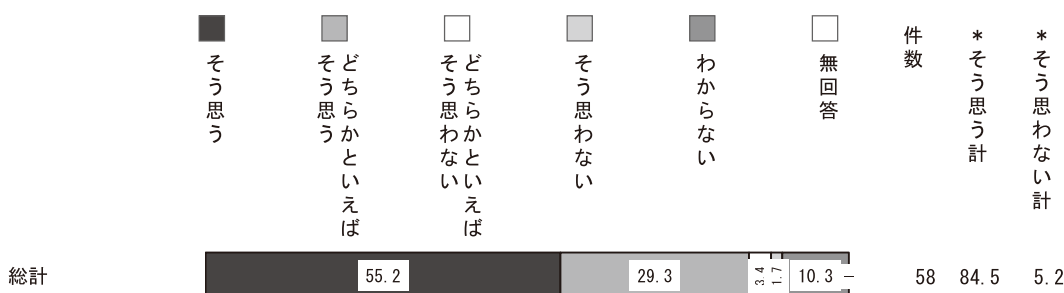 そう思う
どちらかといえば
そう思う
どちらかといえば
そう思わない
そう思わない
わからない
無回答
件数
*そう思う計
*そう思わない計
総計 55.2 29.3 3.4 1.7 10.3 - 58 84.5 5.2